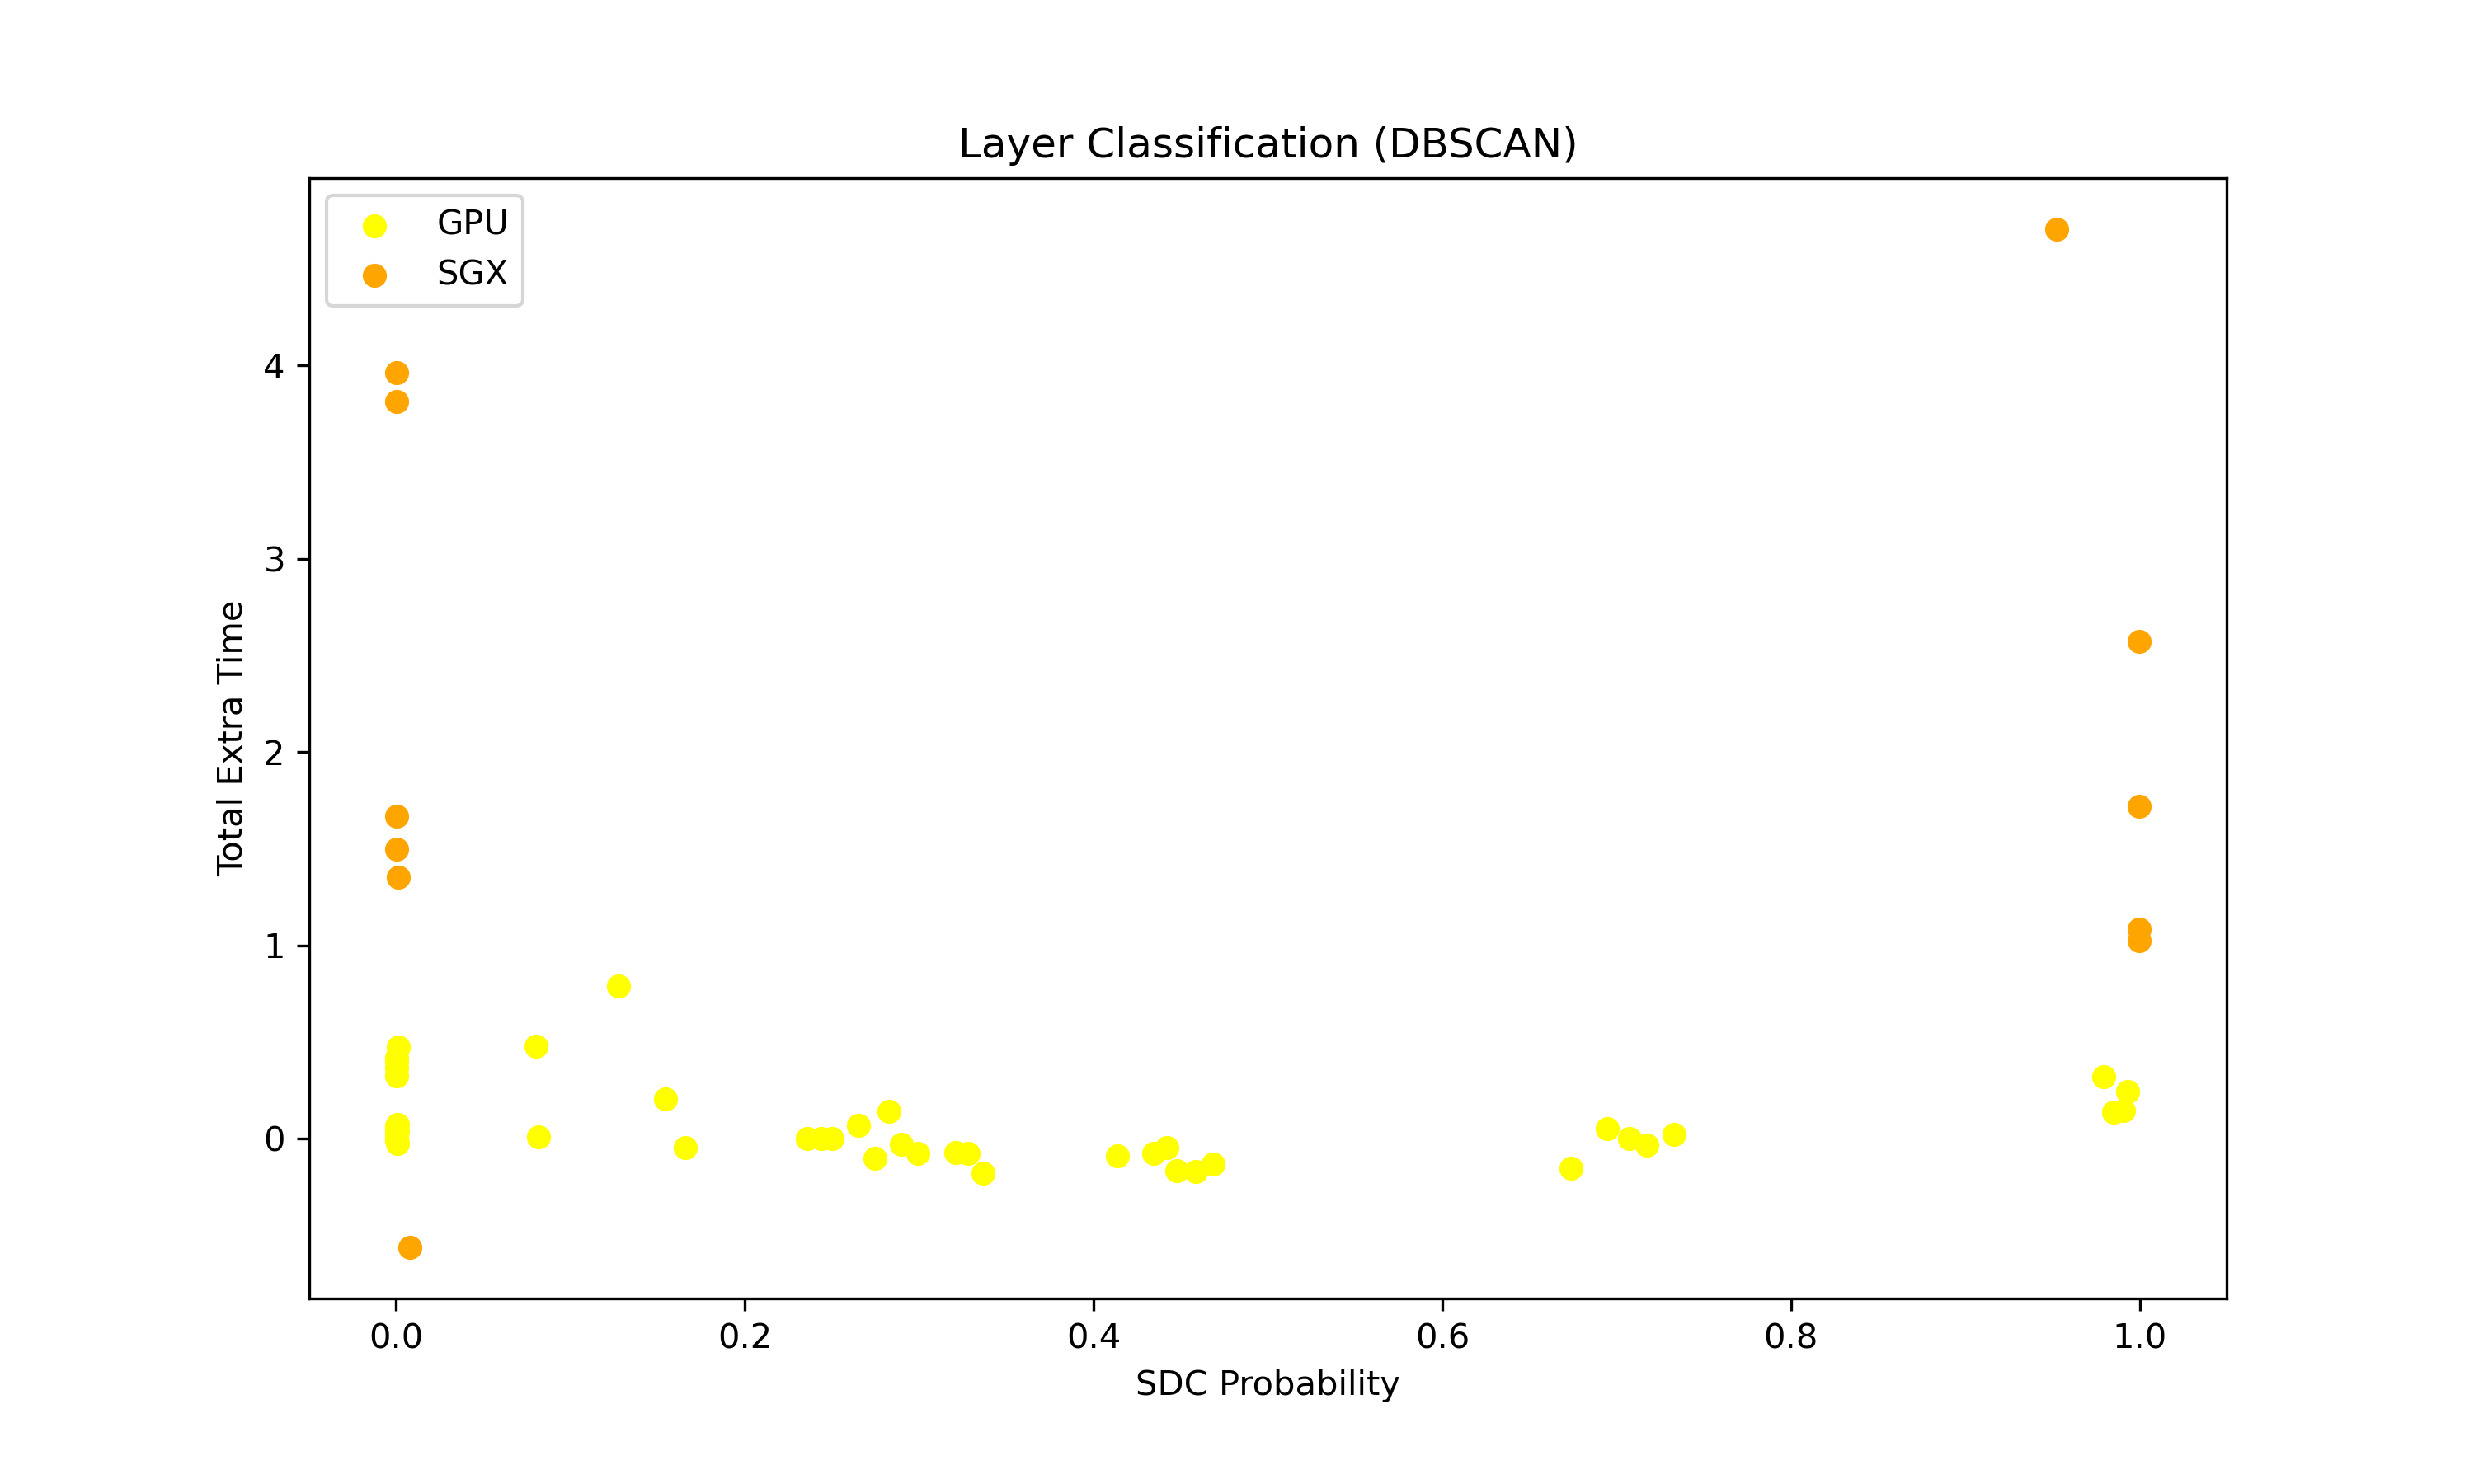 Layer Classification (DBSCAN)
GPU
SGX
4
3
2
1
0
Total Extra Time
0.0 0.2 0.4 0.6 0.8 1.0
SDC Probability